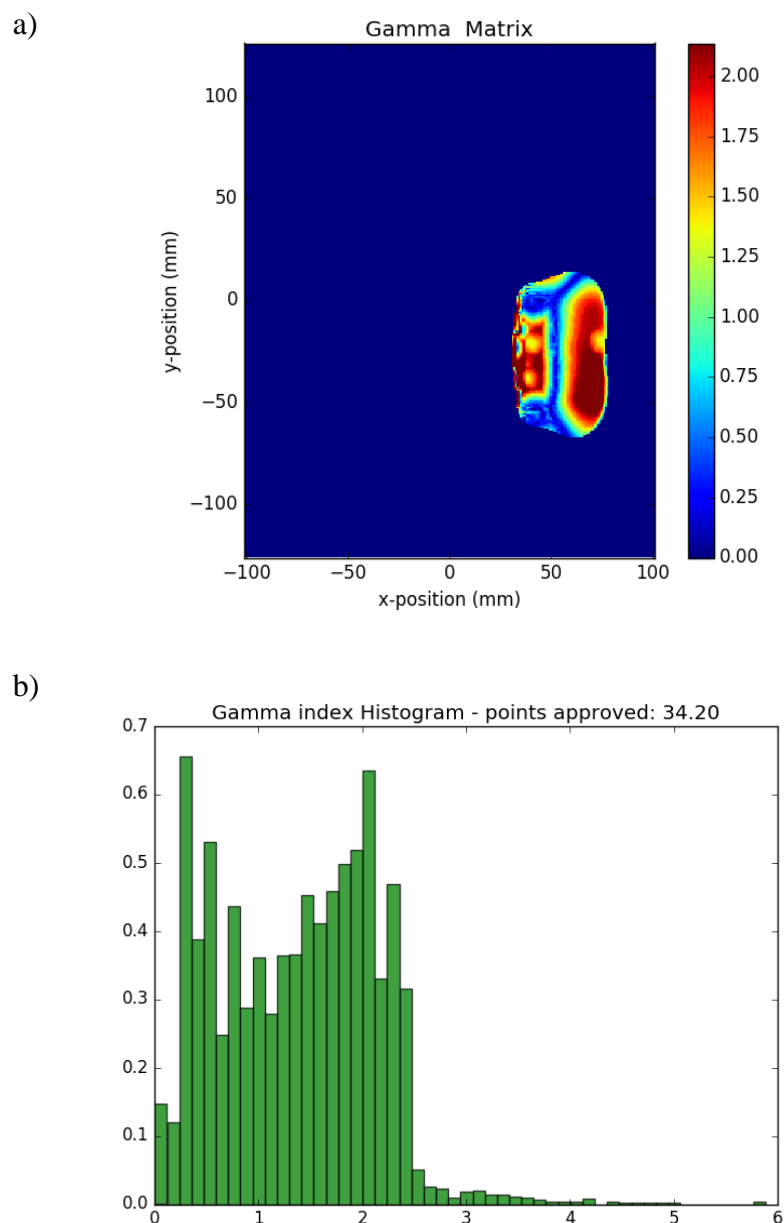 a)
Gamma Matrix
100
50
0
−50
−100
y-position (mm)
−100 −50 0 50 100
x-position (mm)
2.00
1.75
1.50
1.25
1.00
0.75
0.50
0.25
0.00
b)
Gamma index Histogram - points approved: 34.20
0.7
0.6
0.5
0.4
0.3
0.2
0.1
0.0
0 1 2 3 4 5 6